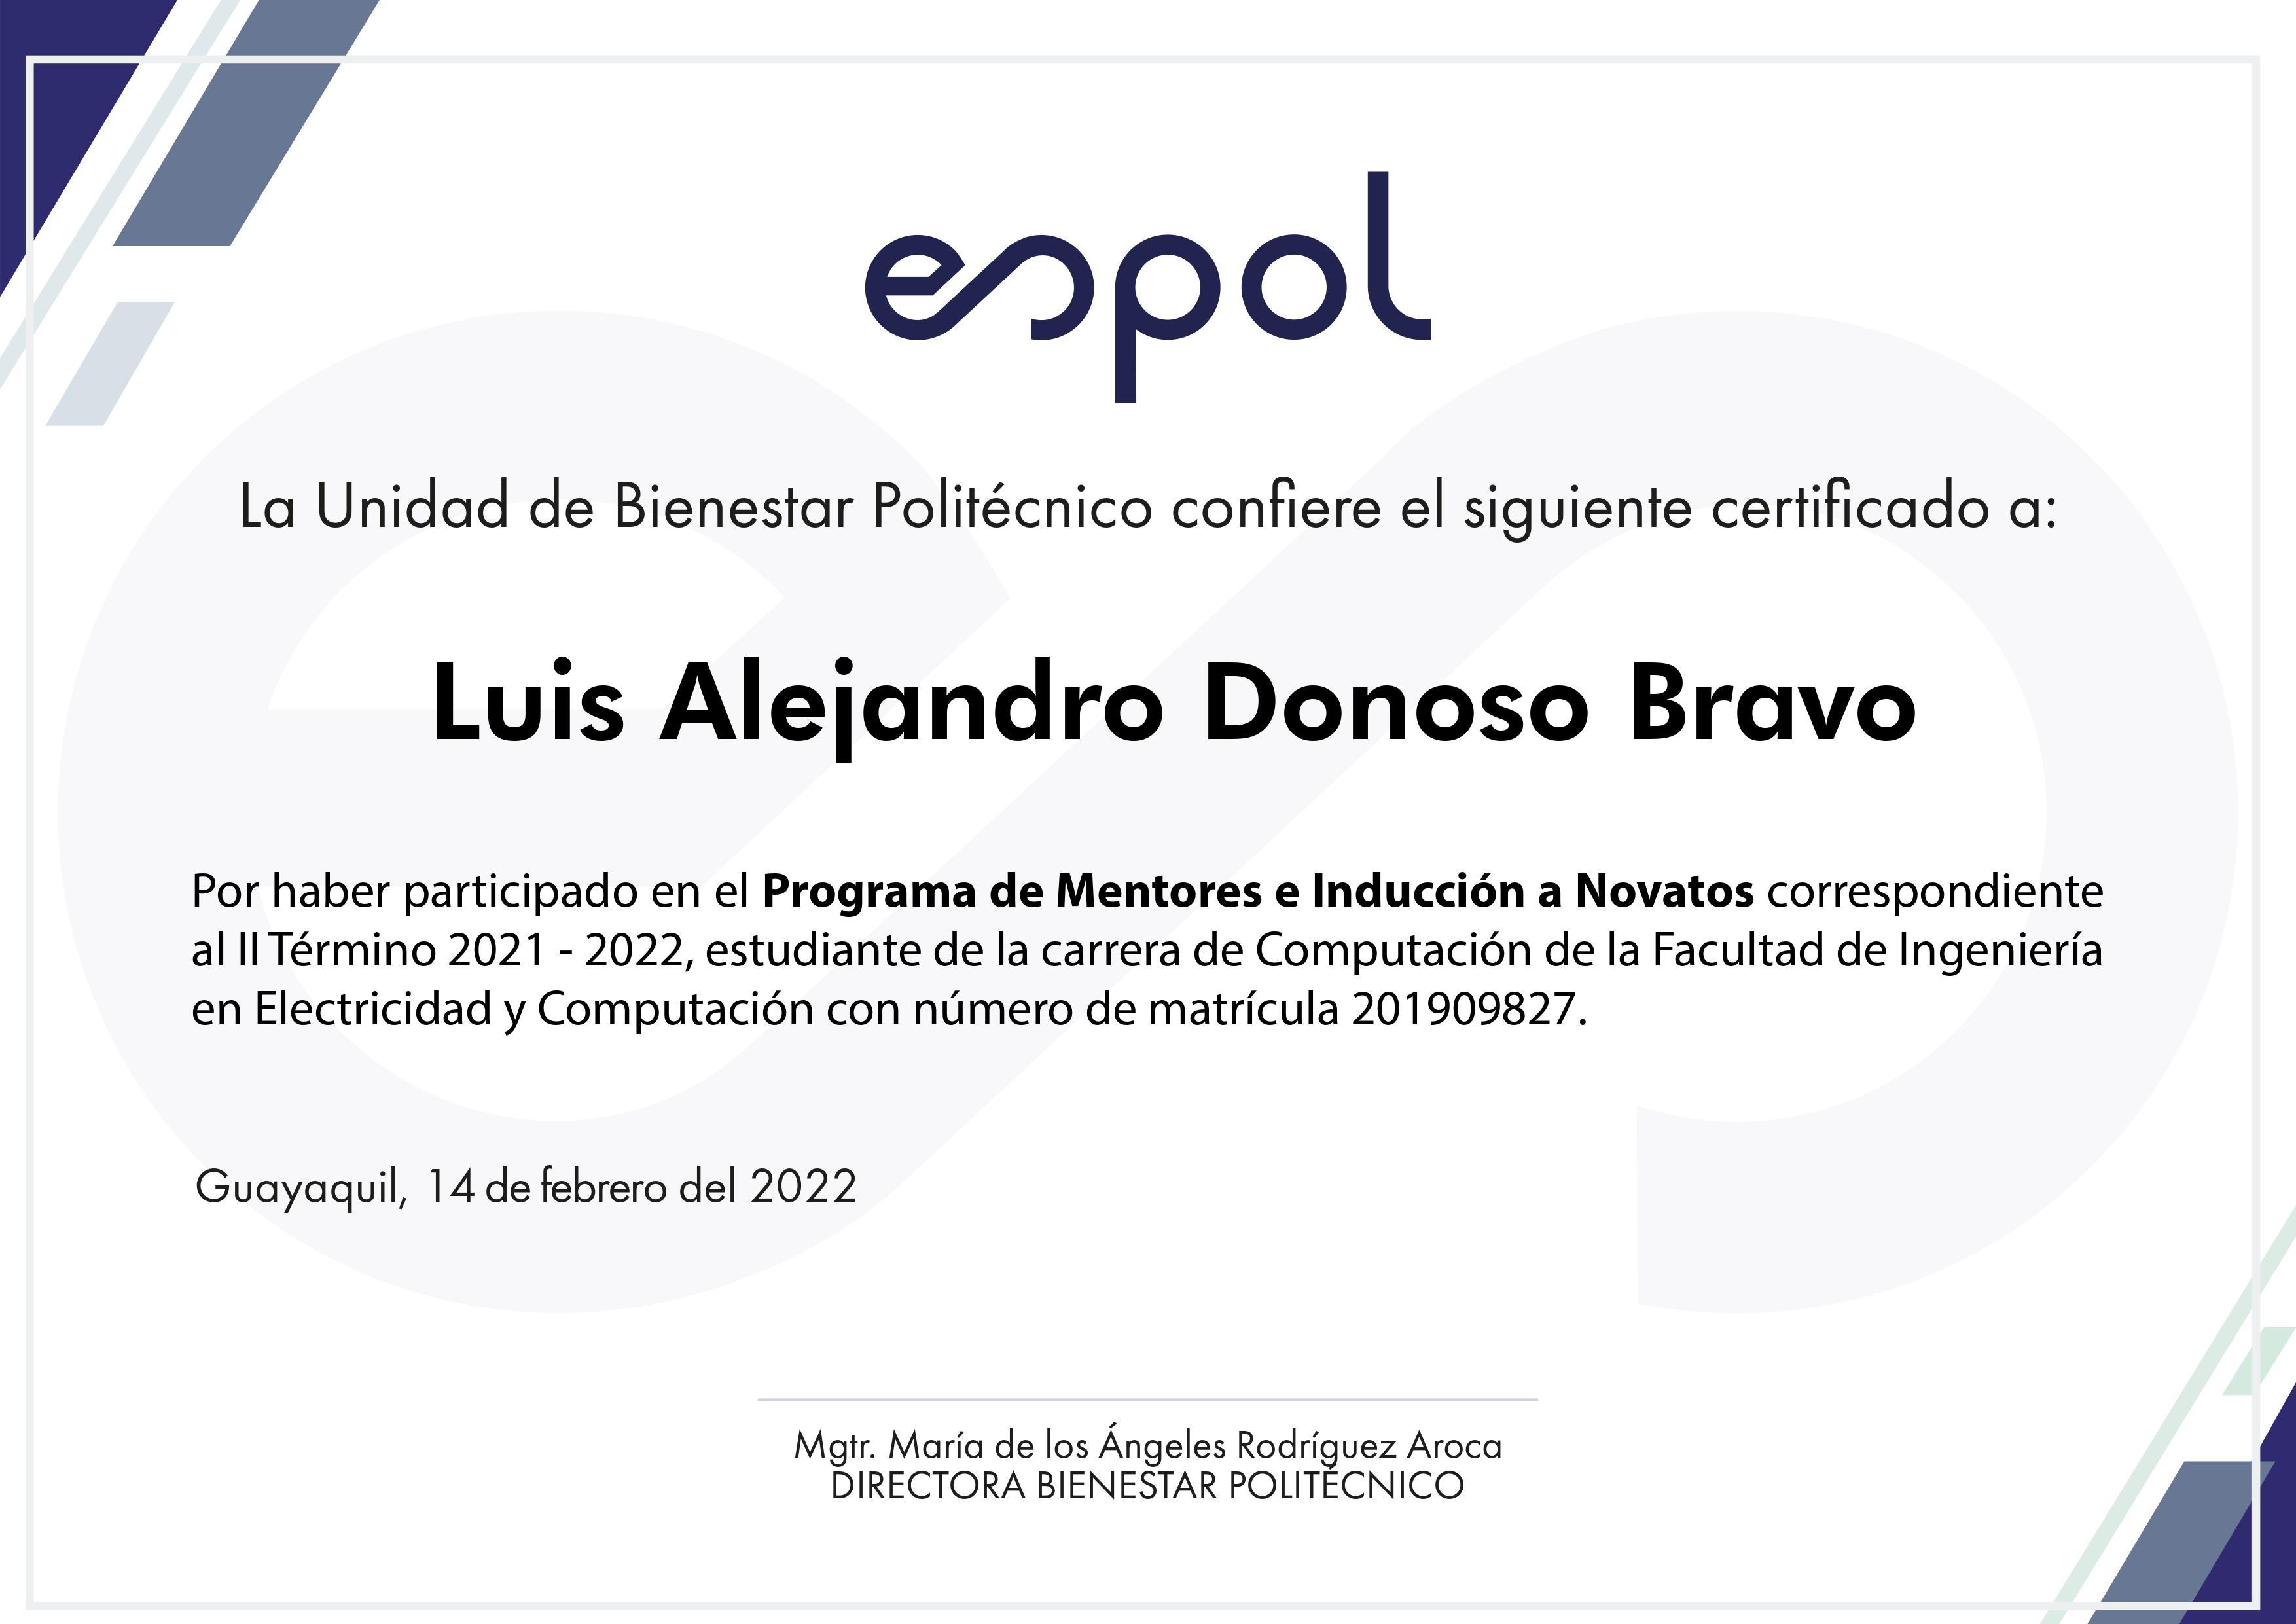 espol
La Unidad de Bienestar Politécnico confiere el siguiente certificado a:
Luis Alejandro Donoso Bravo
Por haber participado en el Programa de Mentores e Inducción a Novatos correspondiente
al II Término 2021 - 2022, estudiante de la carrera de Computación de la Facultad de Ingeniería
en Electricidad y Computación con número de matrícula 201909827.
Guayaquil, 14 de febrero del 2022
Mgtr. María de los Ángeles Rodríguez Aroca
DIRECTORA BIENESTAR POLITÉCNICO